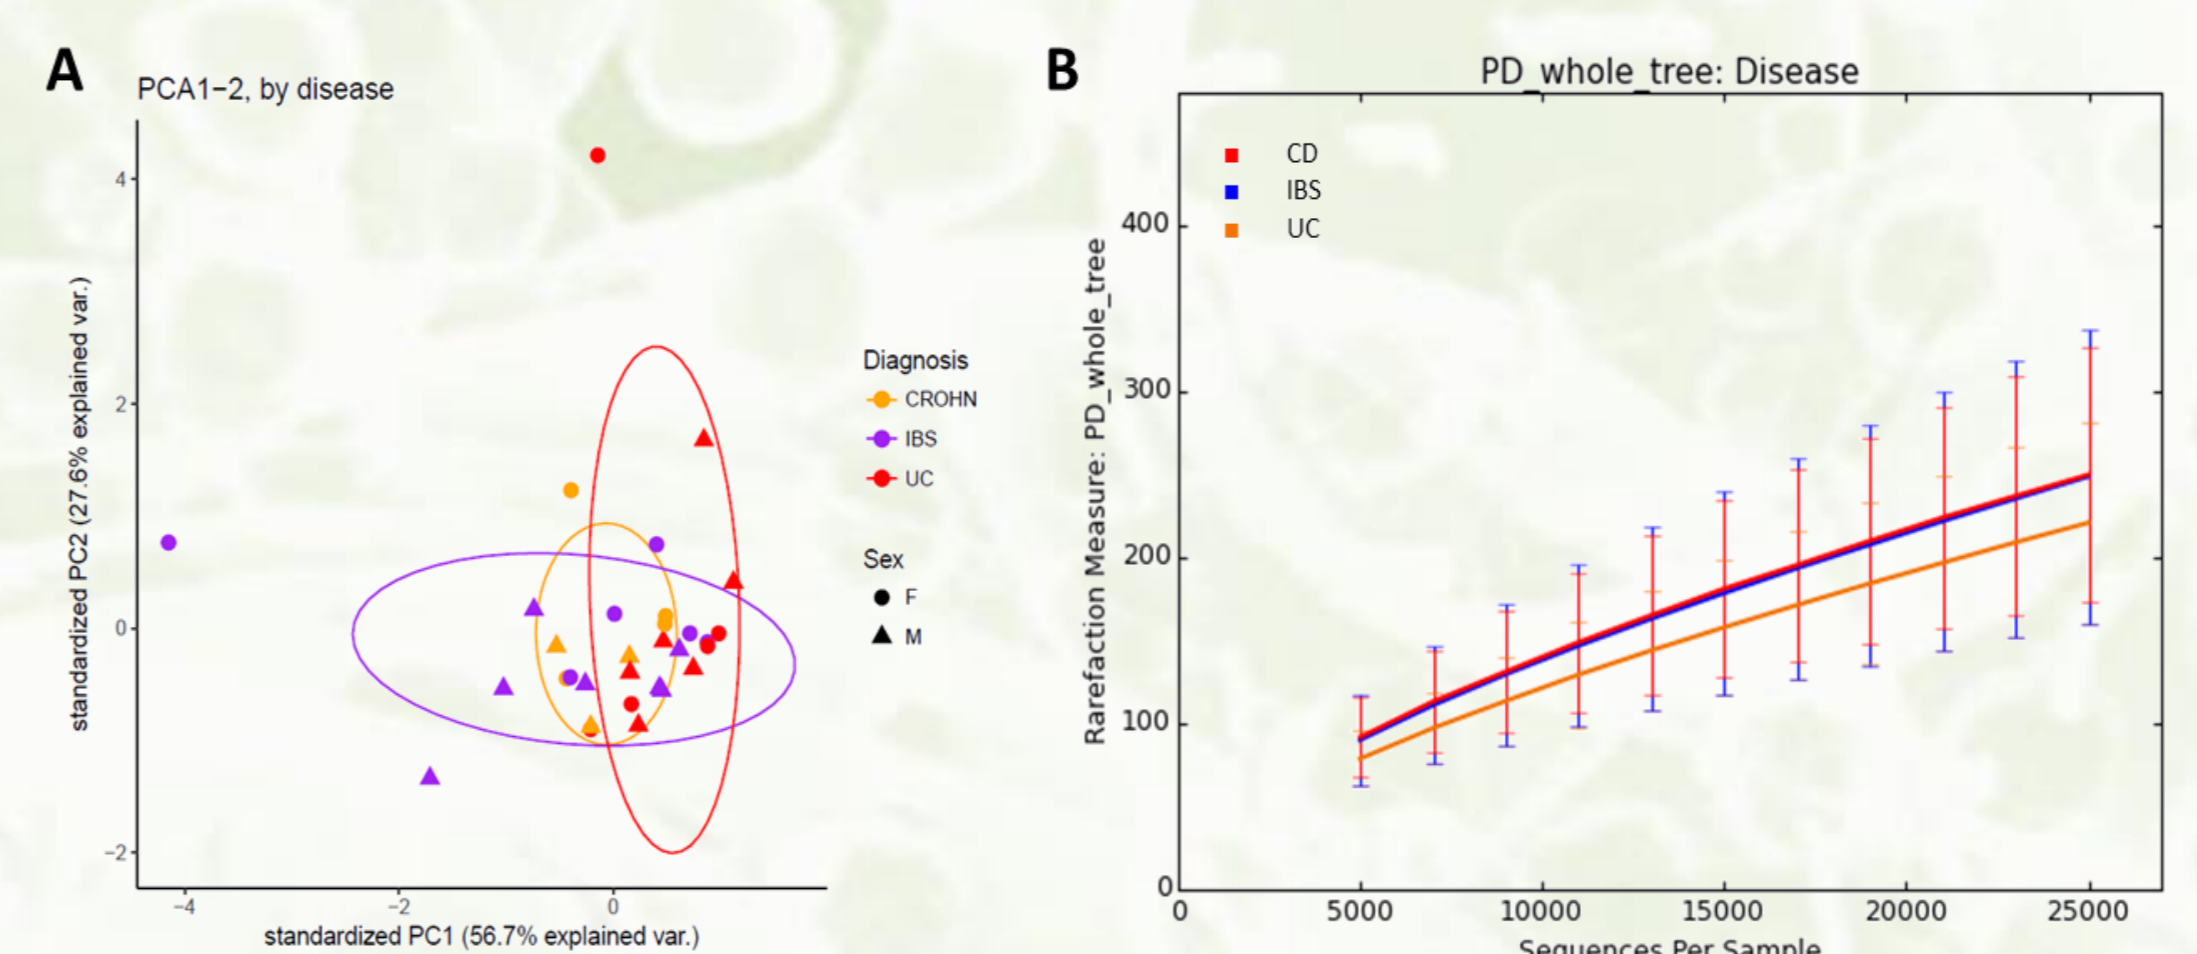 A
PCA1−2, by disease
standardized PC2 (27.6% explained var.)
4
2
0
−2
−4
−2
0
standardized PC1 (56.7% explained var.)
Diagnosis
CROHN
IBS
UC
Sex
F
M
B
PD_whole_tree: Disease
CD
IBS
UC
Rarefaction Measure: PD_whole_tree
400
300
200
100
0
0
5000
10000
15000
20000
25000
Sequences Per Sample